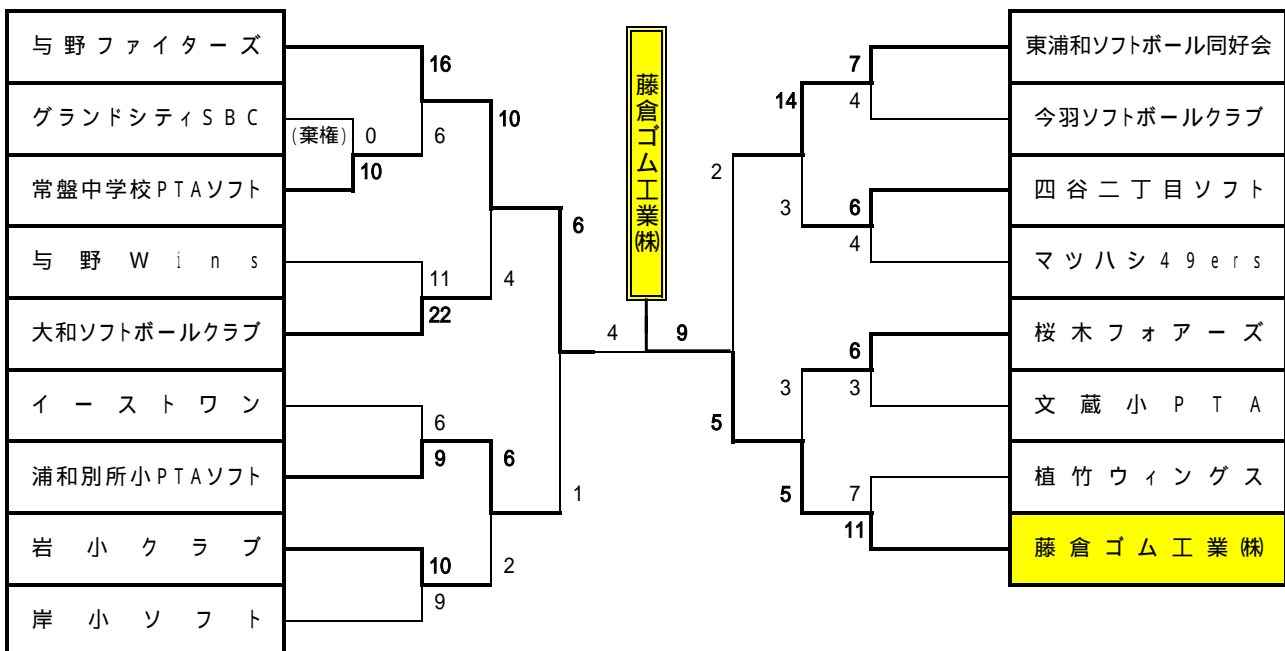 与野ファイターズ
グランドシティSBC
常盤中学校PTAソフト
与野Wins
大和ソフトボールクラブ
イーストワン
浦和別所小PTAソフト
岩小クラブ
岸小ソフト
(棄権)
0
10
16
6
11
22
6
9
10
9
10
4
6
2
6
1
4
藤倉ゴム工業㈱
9
2
5
14
3
3
5
7
4
6
4
6
3
7
11
東浦和ソフトボール同好会
今羽ソフトボールクラブ
四谷二丁目ソフト
マツハシ49ers
桜木フォアーズ
文蔵小PTA
植竹ウィングス
藤倉ゴム工業㈱